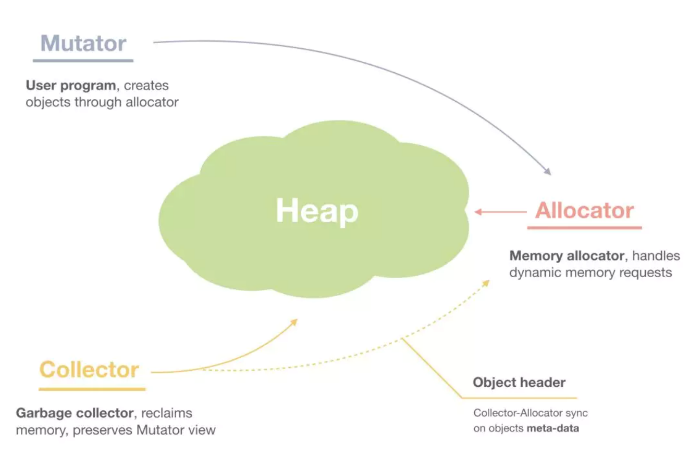 Mutator
User program, creates
objects through allocator
Heap
Allocator
Memory allocator, handles
dynamic memory requests
Collector
Garbage collector, reclaims
memory, preserves Mutator view
Object header
Collector-Allocator sync
on objects meta-data